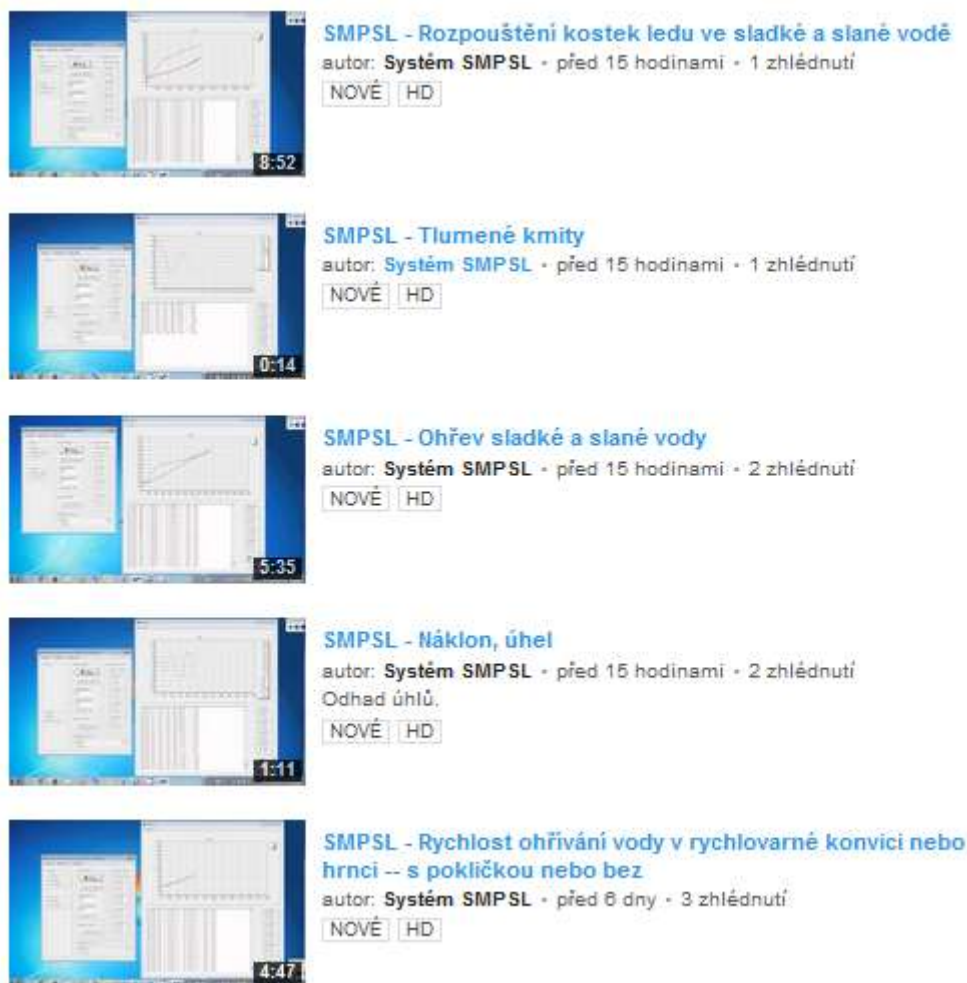 SMPSL - Rozpouštění kostek ledu ve sladké a slané vodě
autor: Systém SMPSL • před 15 hodinami • 1 zhlédnutí
NOVÉ HD
8:52
SMPSL - Tlumené kmity
autor: Systém SMPSL • před 15 hodinami • 1 zhlédnutí
NOVÉ HD
0:14
SMPSL - Ohřev sladké a slané vody
autor: Systém SMPSL • před 15 hodinami • 2 zhlédnutí
NOVÉ HD
5:35
SMPSL - Náklon, úhel
autor: Systém SMPSL • před 15 hodinami • 2 zhlédnutí
Odhad úhlů.
NOVÉ HD
1:11
SMPSL - Rychlost ohřívání vody v rychlovarné konvici nebo
hrnci -- s pokličkou nebo bez
autor: Systém SMPSL • před 6 dny • 3 zhlédnutí
NOVÉ HD
4:47